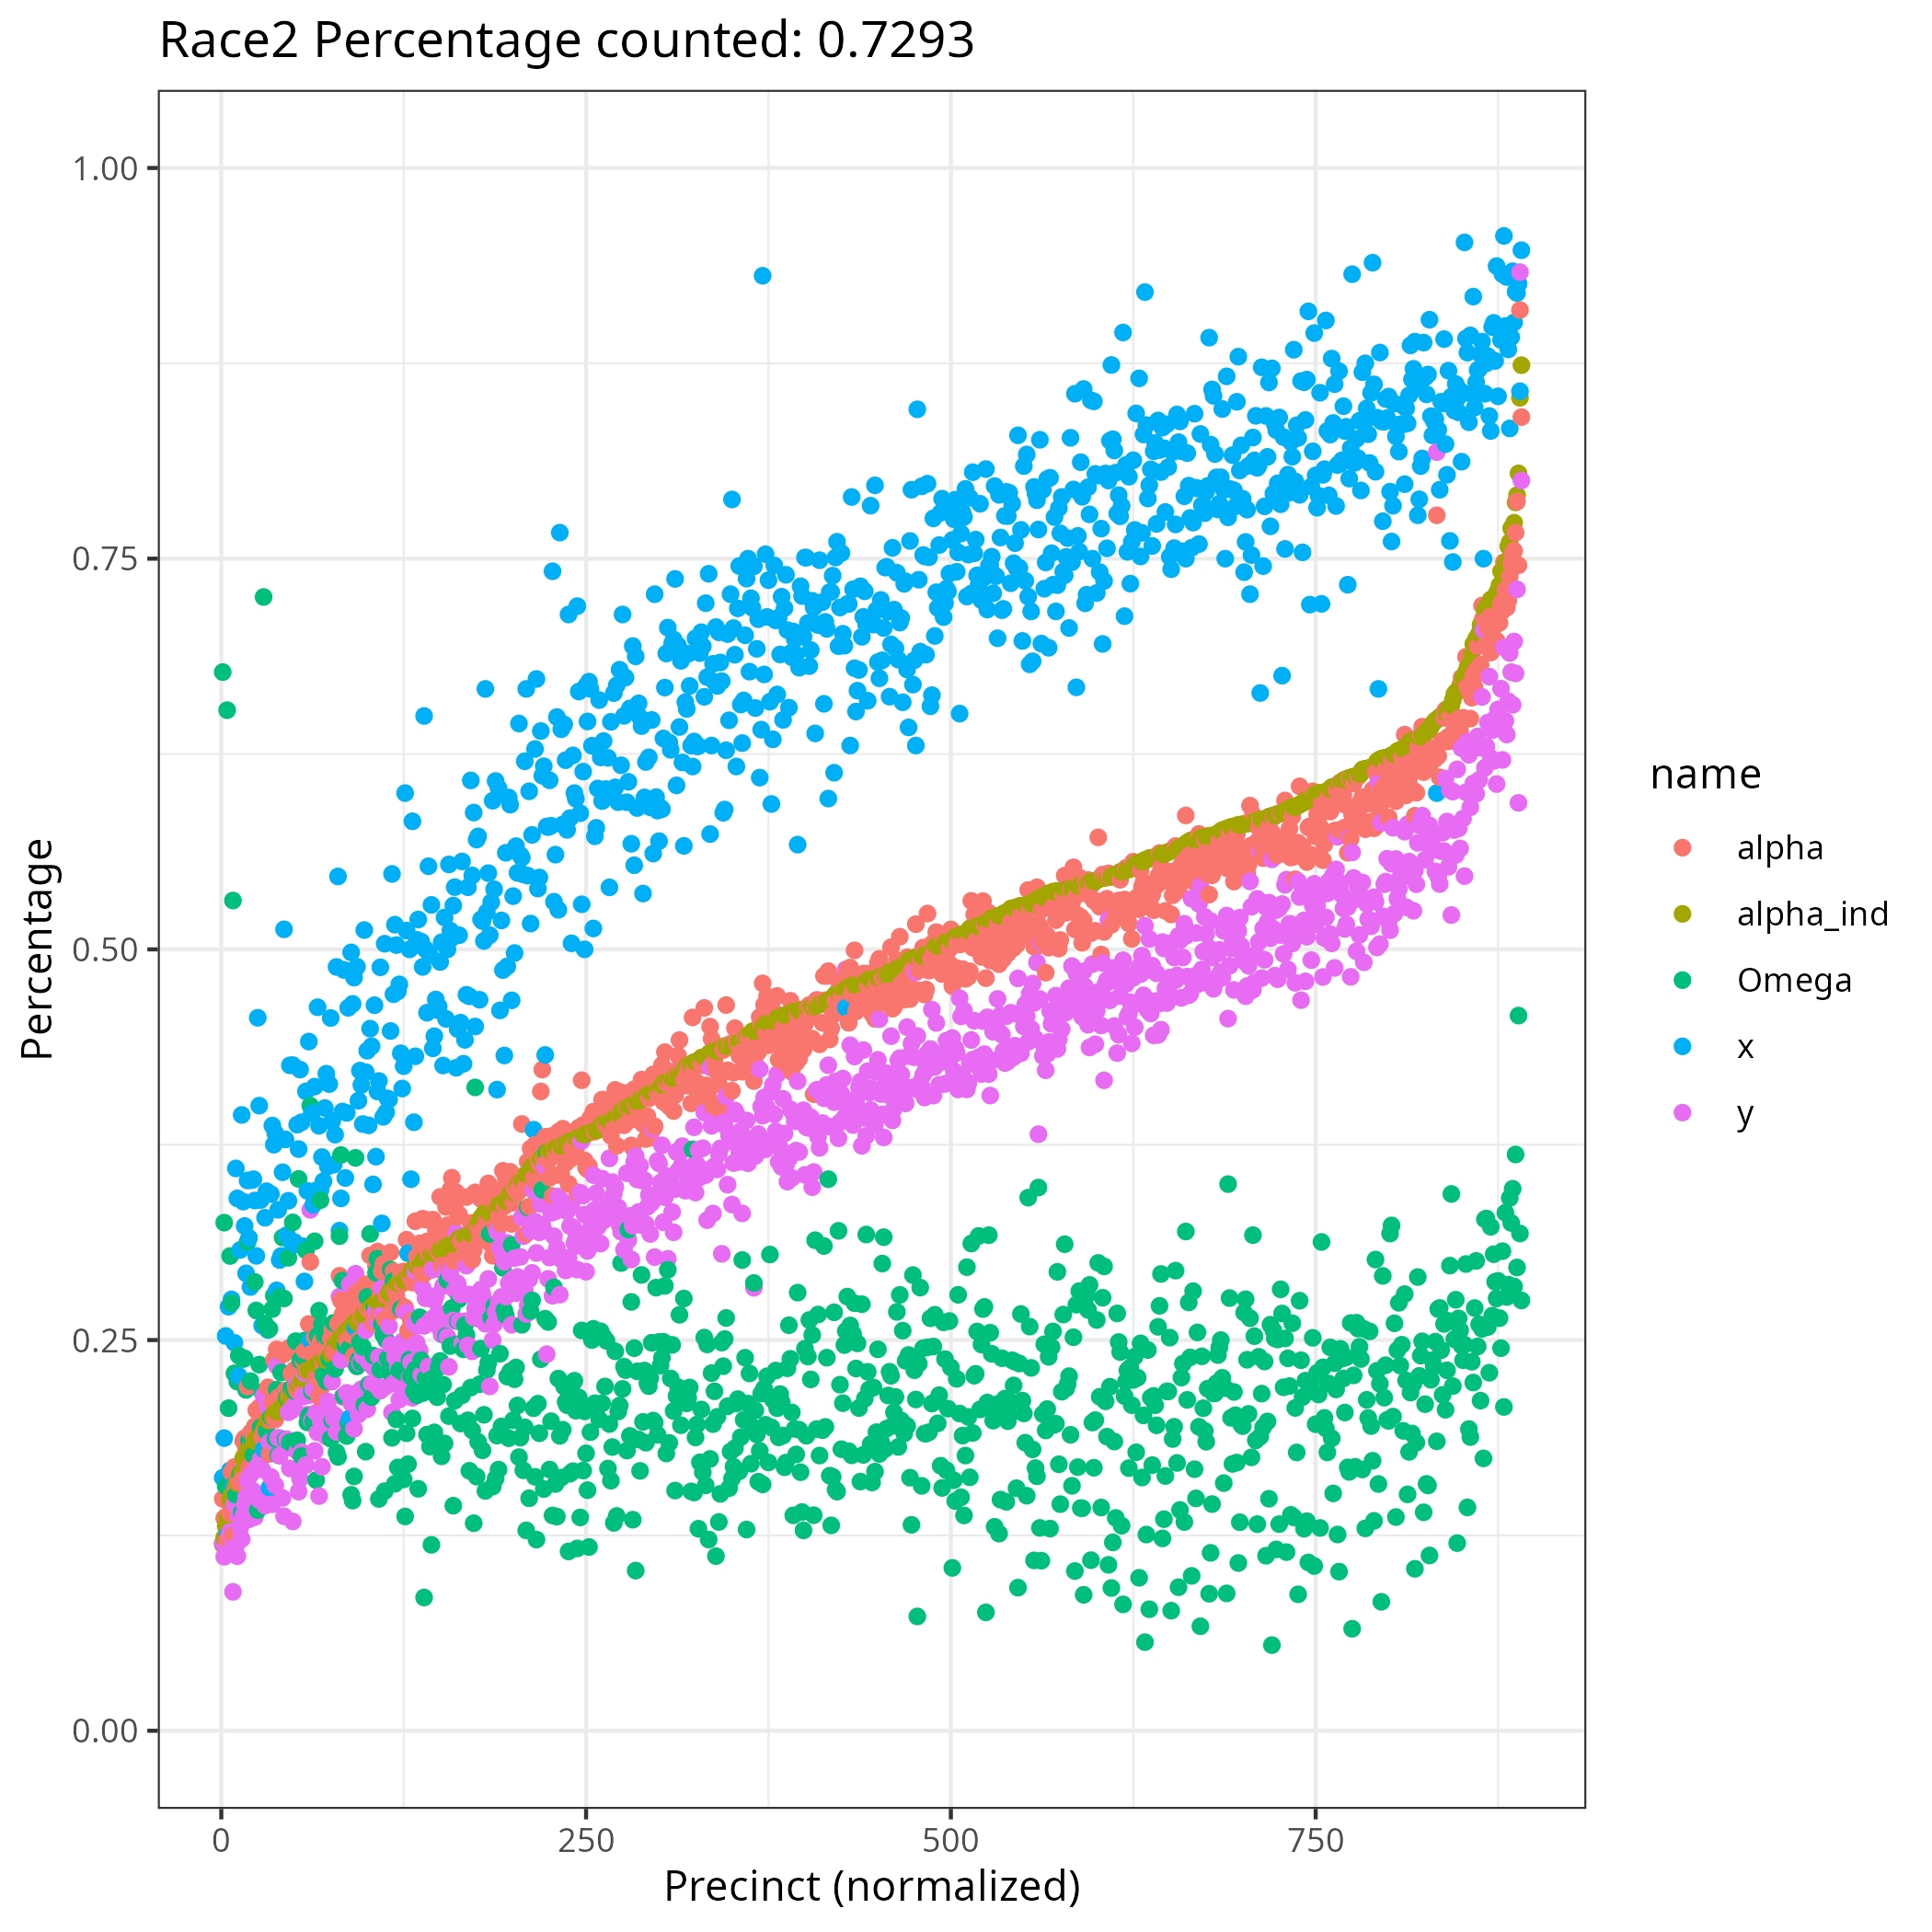 Race2 Percentage counted: 0.7293
1.00
0.75
0.50
0.25
0.00
Percentage
0 250 500 750
Precinct (normalized)
name
alpha
alpha_ind
Omega
x
y